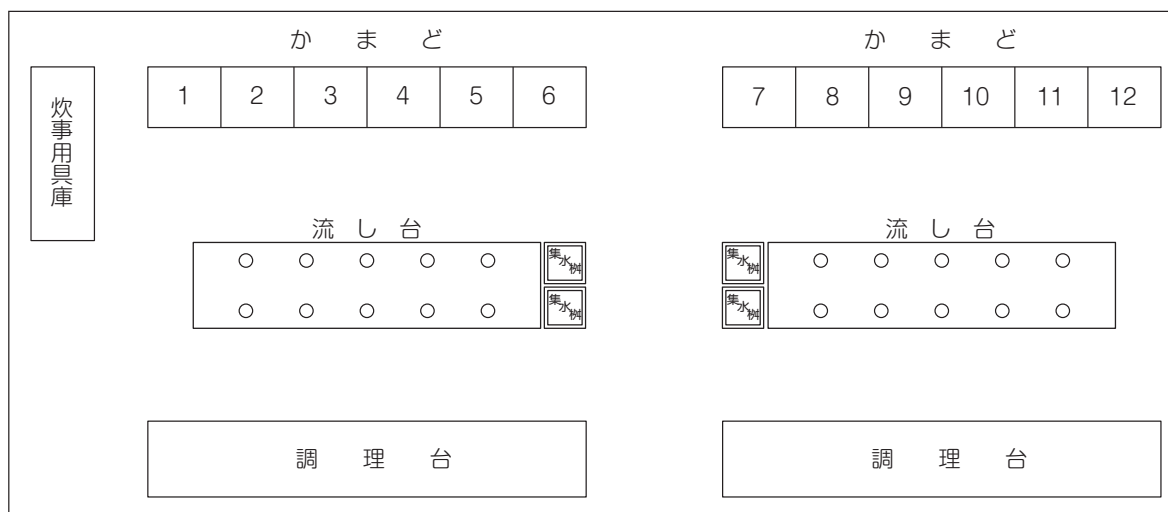 かまど かまど
1 2 3 4 5 6 7 8 9 10 11 12
炊事用具庫
流し台 流し台
集水桝 集水桝
集水桝 集水桝
調理台 調理台